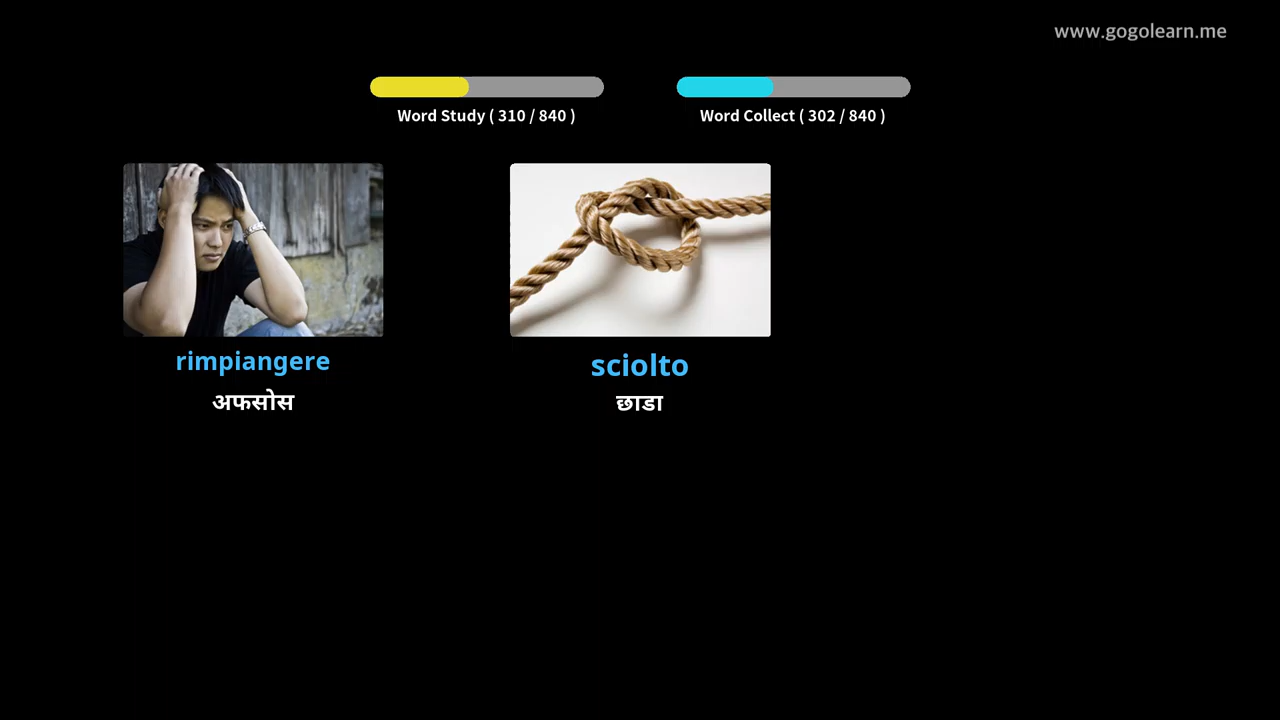 www.gogolearn.me
Word Study ( 310 / 840 )
Word Collect ( 302 / 840 )
rimpiangere
अफसोस
sciolto
छाडा